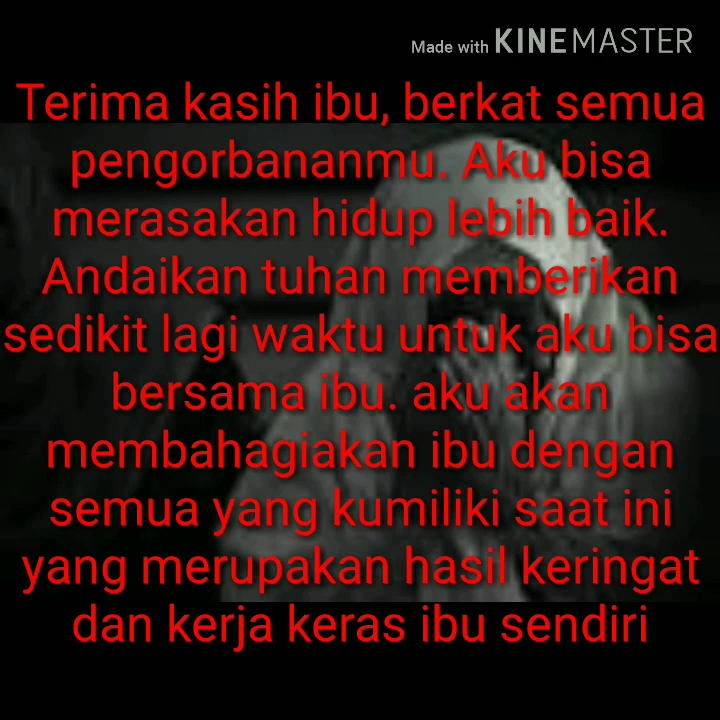 Made with KINEMASTER
Terima kasih ibu, berkat semua
pengorbananmu. Aku bisa
merasakan hidup lebih baik.
Andaikan tuhan memberikan
sedikit lagi waktu untuk aku bisa
bersama ibu. aku akan
membahagiakan ibu dengan
semua yang kumiliki saat ini
yang merupakan hasil keringat
dan kerja keras ibu sendiri